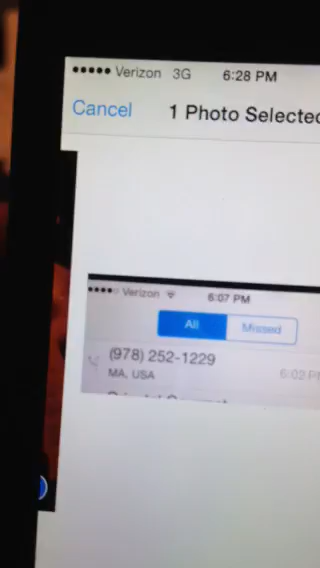 Verizon 3G 6:28 PM
Cancel 1 Photo Selected
Verizon 6:07 PM
All Missed
(978) 252-1229
MA, USA 6:02 PM